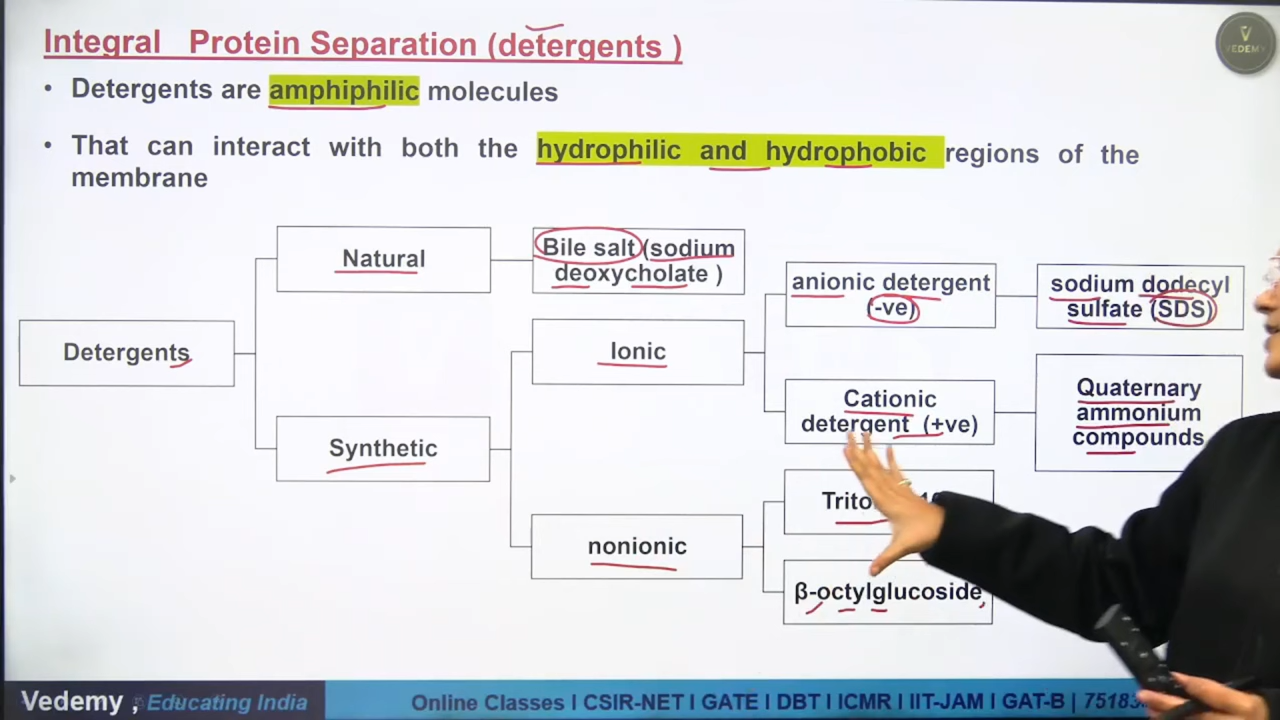 Integral Protein Separation (detergents )
VEDEMY
• Detergents are amphiphilic molecules
• That can interact with both the hydrophilic and hydrophobic regions of the
membrane
Natural
Bile salt (sodium
deoxycholate )
anionic detergent
(-ve)
sodium dodecyl
sulfate (SDS)
Detergents
Ionic
Synthetic
Cationic
detergent (+ve)
Quaternary
ammonium
compounds
nonionic
β-octylglucoside,
Vedemy , Educating India
Online Classes I CSIR-NET I GATE I DBT I ICMR I IIT-JAM I GAT-B |